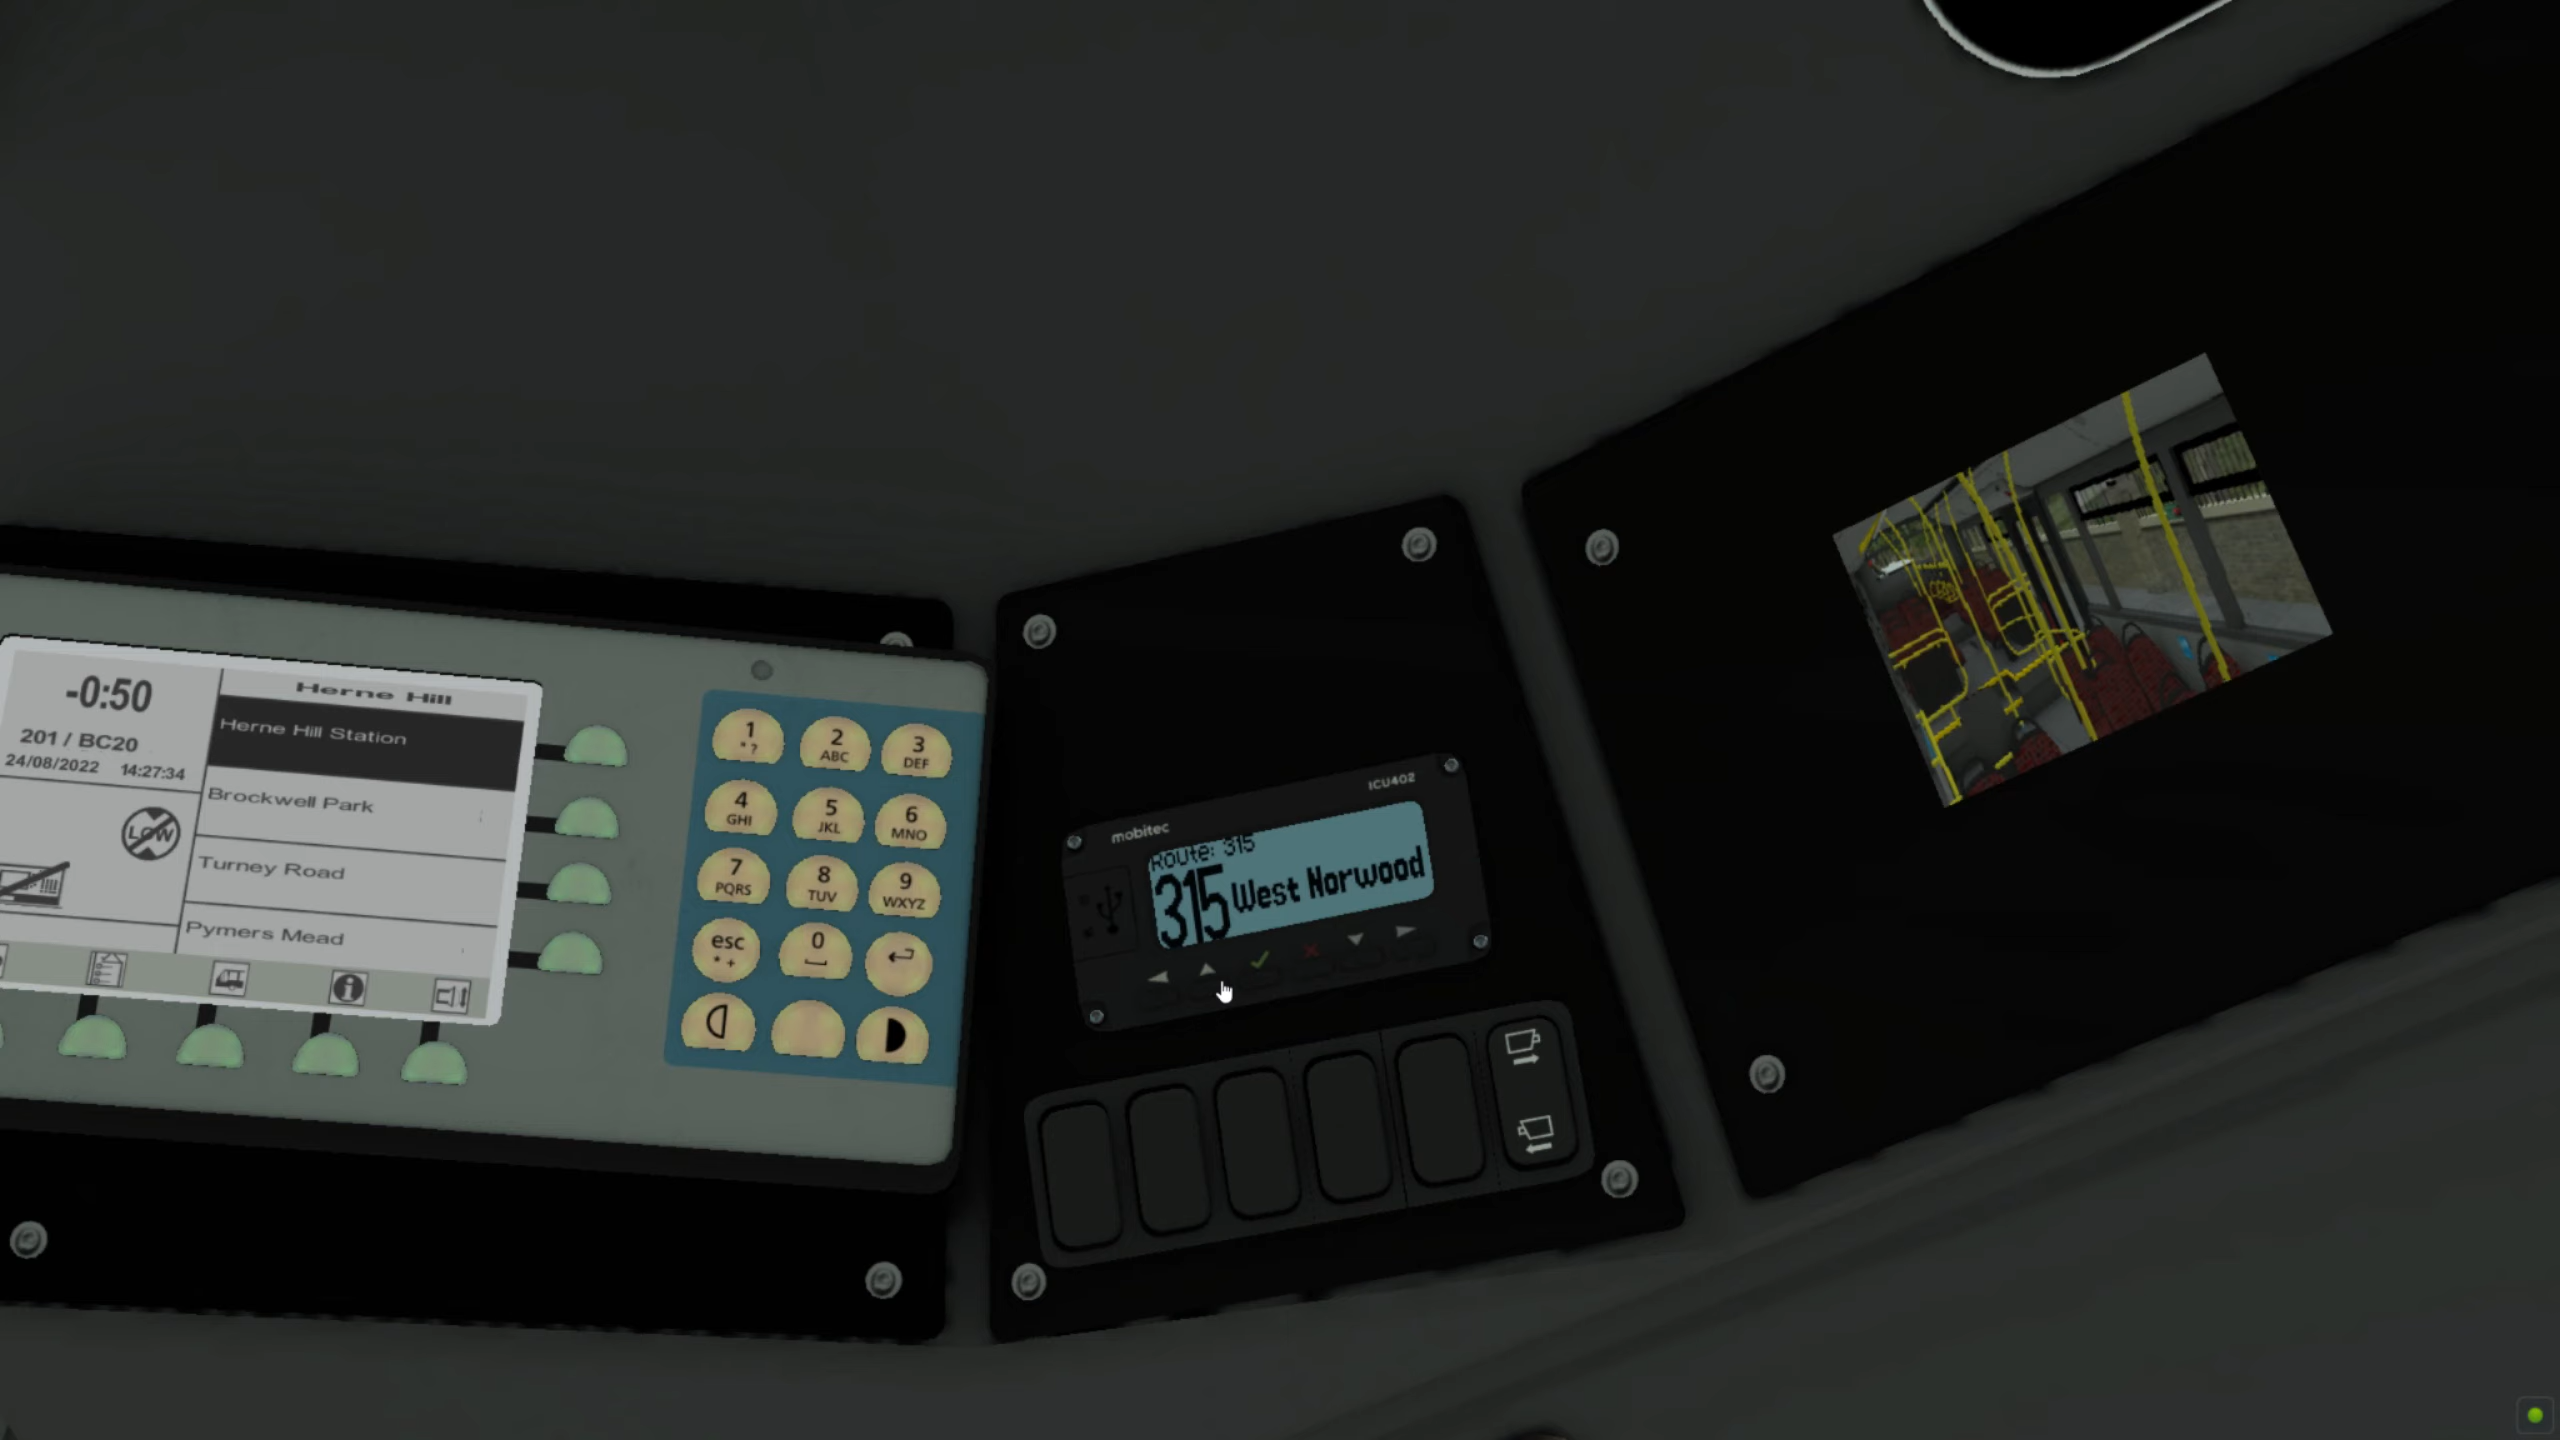 -0:50
201 / BC20
24/08/2022 14:27:34
LOW
Herne Hill
Herne Hill Station
Brockwell Park
Turney Road
Pymers Mead
1
2
ABC
3
DEF
4
GHI
5
JKL
6
MNO
7
PQRS
8
TUV
9
WXYZ
esc
* +
0
mobitec
ICU402
Route: 315
315 West Norwood